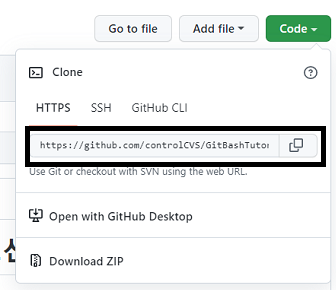 Go to file Add file Code
Clone
HTTPS SSH GitHub CLI
https://github.com/controlCVS/GitBashTutor
Use Git or checkout with SVN using the web URL.
Open with GitHub Desktop
Download ZIP